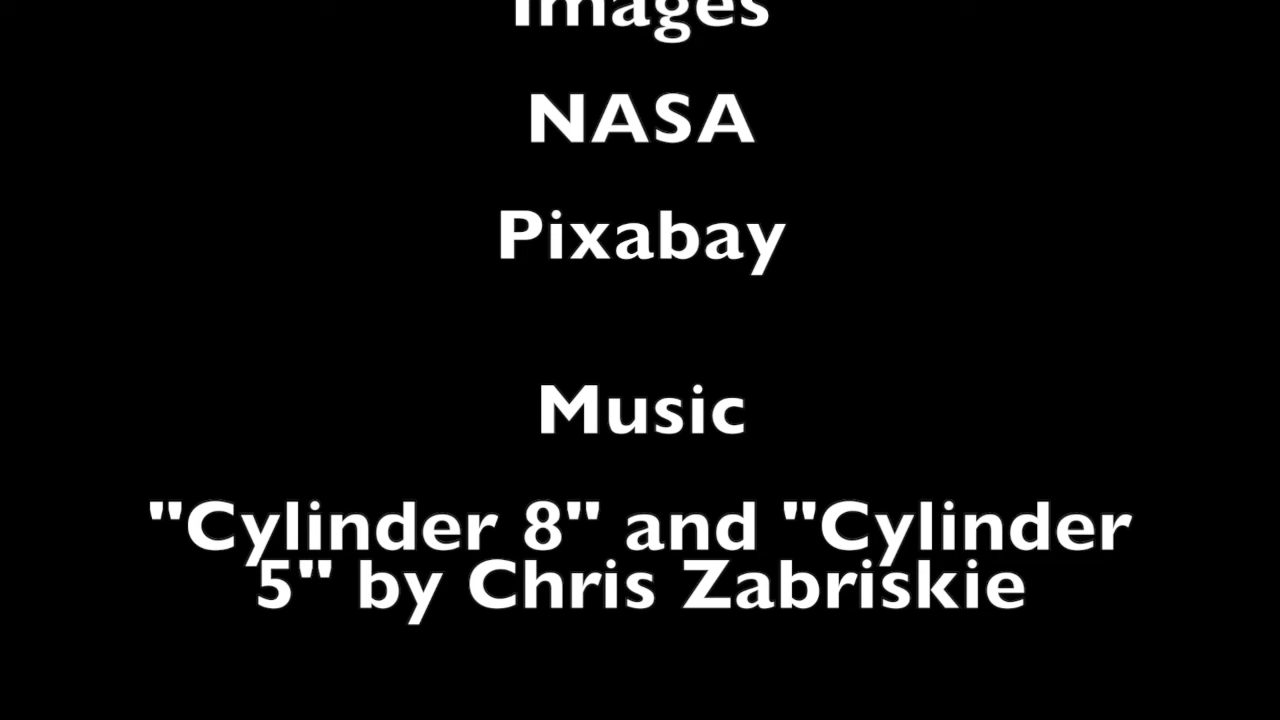 Images
NASA
Pixabay
Music
"Cylinder 8" and "Cylinder
5" by Chris Zabriskie